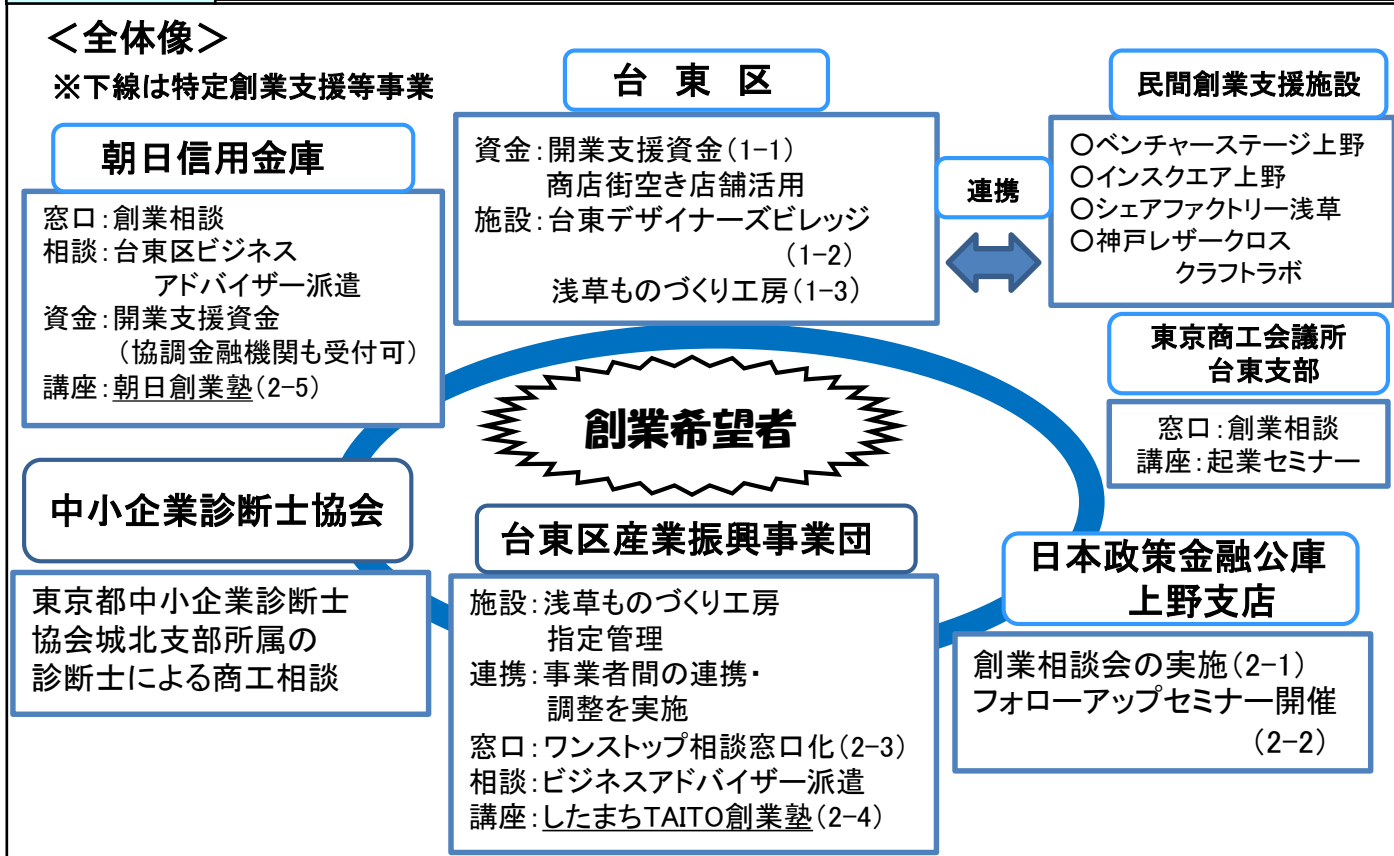 ＜全体像＞
※下線は特定創業支援等事業
朝日信用金庫
窓口：創業相談
相談：台東区ビジネス
アドバイザー派遣
資金：開業支援資金
（協調金融機関も受付可）
講座：朝日創業塾（2-5）
台東区
資金：開業支援資金（1-1）
商店街空き店舗活用
施設：台東デザイナーズビレッジ
（1-2）
浅草ものづくり工房（1-3）
連携
民間創業支援施設
○ベンチャーステージ上野
○インスクエア上野
○シェアファクトリー浅草
○神戸レザークロス
クラフトラボ
東京商工会議所
台東支部
窓口：創業相談
講座：起業セミナー
創業希望者
中小企業診断士協会
東京都中小企業診断士
協会城北支部所属の
診断士による商工相談
台東区産業振興事業団
施設：浅草ものづくり工房
指定管理
連携：事業者間の連携・
調整を実施
窓口：ワンストップ相談窓口化（2-3）
相談：ビジネスアドバイザー派遣
講座：したまちTAITO創業塾（2-4）
日本政策金融公庫
上野支店
創業相談会の実施（2-1）
フォローアップセミナー開催
（2-2）